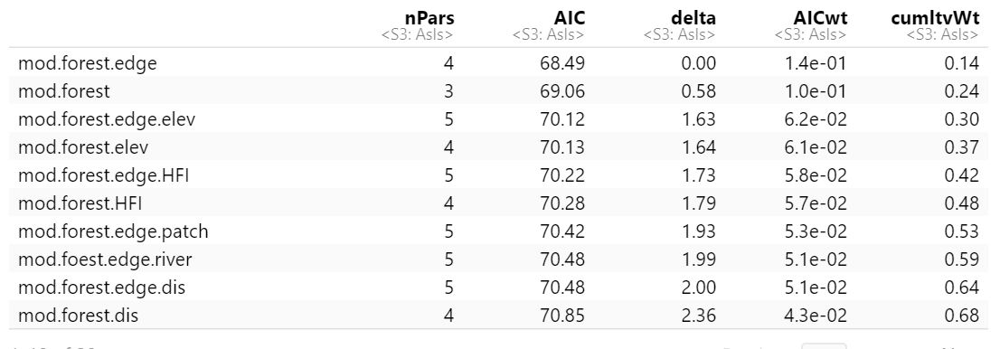 nPars AIC delta AICwt cumltvWt
<S3: AsIs> <S3: AsIs> <S3: AsIs> <S3: AsIs> <S3: AsIs>
mod.forest.edge 4 68.49 0.00 1.4e-01 0.14
mod.forest 3 69.06 0.58 1.0e-01 0.24
mod.forest.edge.elev 5 70.12 1.63 6.2e-02 0.30
mod.forest.elev 4 70.13 1.64 6.1e-02 0.37
mod.forest.edge.HFI 5 70.22 1.73 5.8e-02 0.42
mod.forest.HFI 4 70.28 1.79 5.7e-02 0.48
mod.forest.edge.patch 5 70.42 1.93 5.3e-02 0.53
mod.foest.edge.river 5 70.48 1.99 5.1e-02 0.59
mod.forest.edge.dis 5 70.48 2.00 5.1e-02 0.64
mod.forest.dis 4 70.85 2.36 4.3e-02 0.68